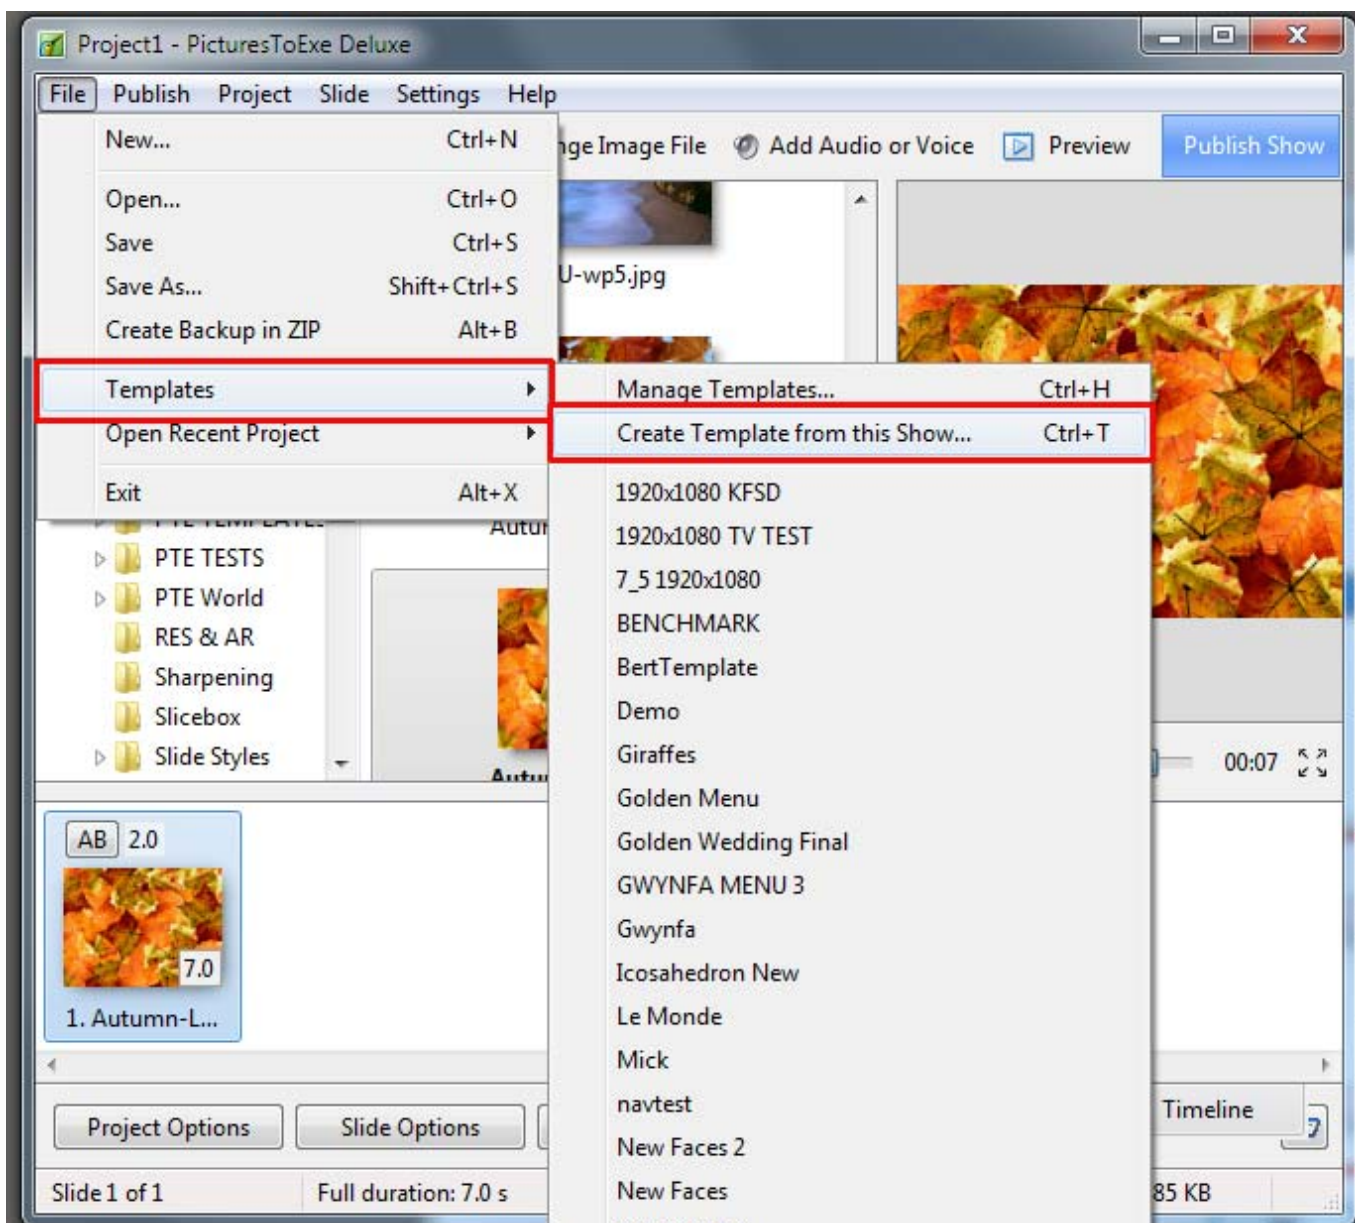 Project1 - PicturesToExe Deluxe
File Publish Project Slide Settings Help
New... Ctrl+N
Image File Add Audio or Voice Preview Publish Show
Open... Ctrl+O
Save Ctrl+S
U-wp5.jpg
Save As... Shift+Ctrl+S
Create Backup in ZIP Alt+B
Templates
Manage Templates... Ctrl+H
Open Recent Project
Create Template from this Show... Ctrl+T
Exit Alt+X
1920x1080 KFSD
1920x1080 TV TEST
7_5 1920x1080
BENCHMARK
BertTemplate
Demo
Giraffes
Golden Menu
Golden Wedding Final
GWYNFA MENU 3
Gwynfa
Icosahedron New
Le Monde
Mick
navtest
New Faces 2
New Faces
PTE TESTS
PTE World
RES & AR
Sharpening
Slicebox
Slide Styles
00:07
AB 2.0
7.0
1. Autumn-L...
Project Options Slide Options
Timeline
Slide 1 of 1 Full duration: 7.0 s
85 KB